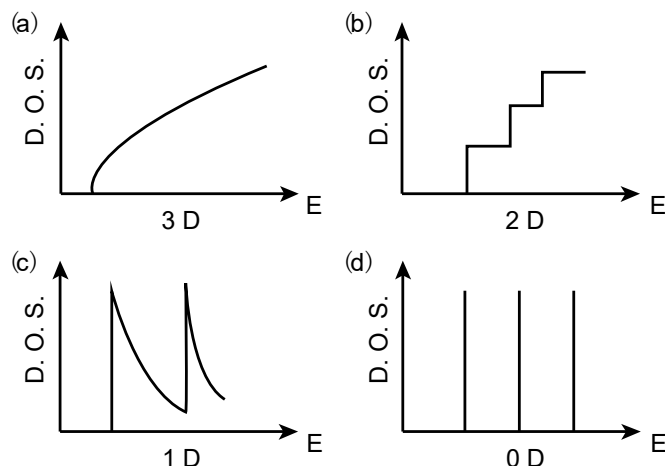 (a)
D. O. S.
E
3 D
(b)
D. O. S.
E
2 D
(c)
D. O. S.
E
1 D
(d)
D. O. S.
E
0 D